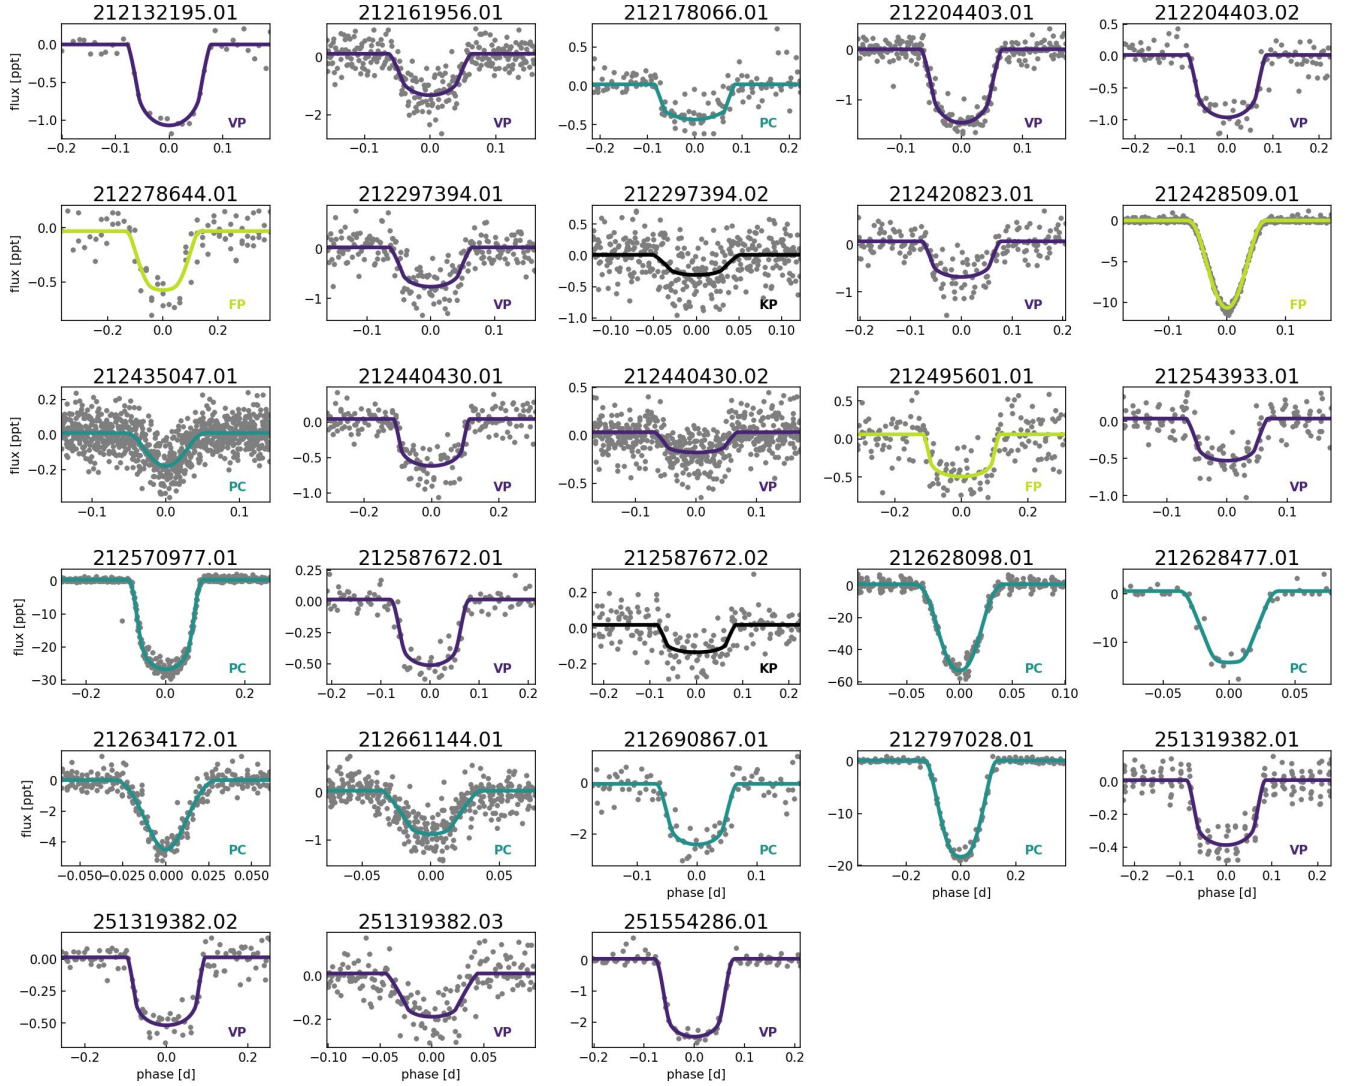 212132195.01 212161956.01 212178066.01 212204403.01 212204403.02
flux [ppt] 0.0 −0.5 −1.0 VP −0.2 −0.1 0.0 0.1
0 −2 VP −0.1 0.0 0.1
0.5 0.0 −0.5 PC −0.2 −0.1 0.0 0.1 0.2
0 −1 VP −0.1 0.0 0.1
0.5 0.0 −0.5 −1.0 VP −0.2 −0.1 0.0 0.1 0.2
212278644.01 212297394.01 212297394.02 212420823.01 212428509.01
flux [ppt] 0.0 −0.5 FP −0.2 0.0 0.2
0 −1 VP −0.1 0.0 0.1
0.5 0.0 −0.5 −1.0 KP −0.10 −0.05 0.00 0.05 0.10
0 −1 VP −0.2 −0.1 0.0 0.1 0.2
0 −5 −10 FP −0.1 0.0 0.1
212435047.01 212440430.01 212440430.02 212495601.01 212543933.01
flux [ppt] 0.2 0.0 −0.2 PC −0.1 0.0 0.1
0.0 −0.5 −1.0 VP −0.2 0.0 0.2
0.5 0.0 −0.5 VP −0.1 0.0 0.1
0.5 0.0 −0.5 FP −0.2 0.0 0.2
0.0 −0.5 −1.0 VP −0.1 0.0 0.1
212570977.01 212587672.01 212587672.02 212628098.01 212628477.01
flux [ppt] 0 −10 −20 −30 PC −0.2 0.0 0.2
0.25 0.00 −0.25 −0.50 VP −0.2 −0.1 0.0 0.1 0.2
0.2 0.0 −0.2 KP −0.2 −0.1 0.0 0.1 0.2
0 −20 −40 −60 PC −0.05 0.00 0.05 0.10
0 −10 PC −0.05 0.00 0.05
212634172.01 212661144.01 212690867.01 212797028.01 251319382.01
flux [ppt] 0 −2 −4 PC −0.050 −0.025 0.000 0.025 0.050
0 −1 PC −0.05 0.00 0.05
0 −2 PC −0.1 0.0 0.1 phase [d]
0 −10 −20 PC −0.2 0.0 0.2 phase [d]
0.0 −0.2 −0.4 VP −0.2 −0.1 0.0 0.1 0.2 phase [d]
251319382.02 251319382.03 251554286.01
flux [ppt] 0.00 −0.25 −0.50 VP −0.2 0.0 0.2 phase [d]
0.0 −0.2 VP −0.10 −0.05 0.00 0.05 phase [d]
0 −1 −2 VP −0.2 −0.1 0.0 0.1 0.2 phase [d]